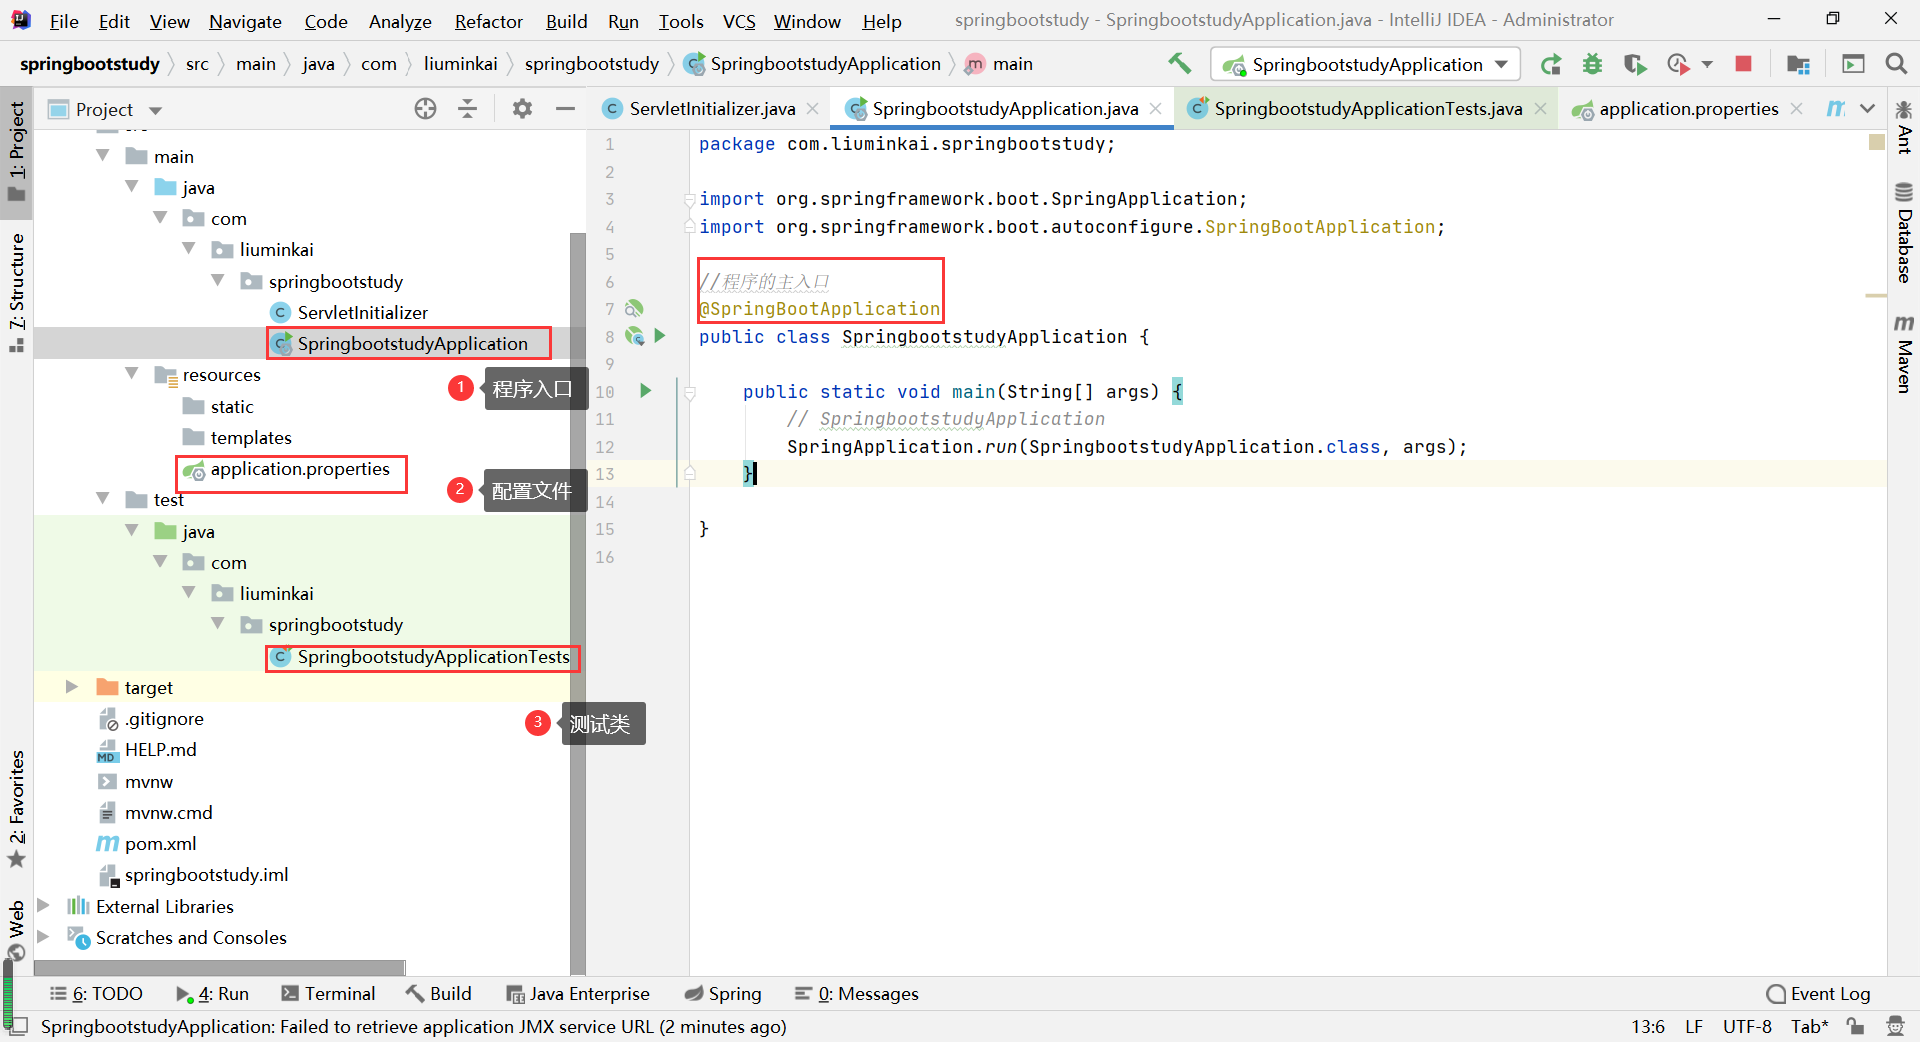 File Edit View Navigate Code Analyze Refactor Build Run Tools VCS Window Help springbootstudy - SpringbootstudyApplication.java - IntelliJ IDEA - Administrator
springbootstudy src main java com liuminkai springbootstudy SpringbootstudyApplication main SpringbootstudyApplication
1: Project
7: Structure
2: Favorites
Web
Project
main
java
com
liuminkai
springbootstudy
ServletInitializer
SpringbootstudyApplication
resources
1 程序入口
static
templates
application.properties
2 配置文件
test
java
com
liuminkai
springbootstudy
SpringbootstudyApplicationTests
target
3 测试类
.gitignore
HELP.md
mvnw
mvnw.cmd
pom.xml
springbootstudy.iml
External Libraries
Scratches and Consoles
ServletInitializer.java SpringbootstudyApplication.java SpringbootstudyApplicationTests.java application.properties
1 package com.liuminkai.springbootstudy;
2
3 import org.springframework.boot.SpringApplication;
4 import org.springframework.boot.autoconfigure.SpringBootApplication;
5
6 //程序的主入口
7 @SpringBootApplication
8 public class SpringbootstudyApplication {
9
10 public static void main(String[] args) {
11 // SpringbootstudyApplication
12 SpringApplication.run(SpringbootstudyApplication.class, args);
13 }
14
15 }
16
Ant
Database
Maven
6: TODO 4: Run Terminal Build Java Enterprise Spring 0: Messages Event Log
SpringbootstudyApplication: Failed to retrieve application JMX service URL (2 minutes ago) 13:6 LF UTF-8 Tab*